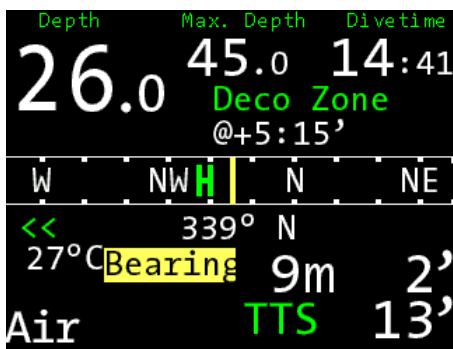 Depth Max. Depth Divetime
26.0 45.0 14:41
Deco Zone
@+5:15’
W NW H N NE
<< 339° N
27°C Bearing 9m 2’
Air TTS 13’